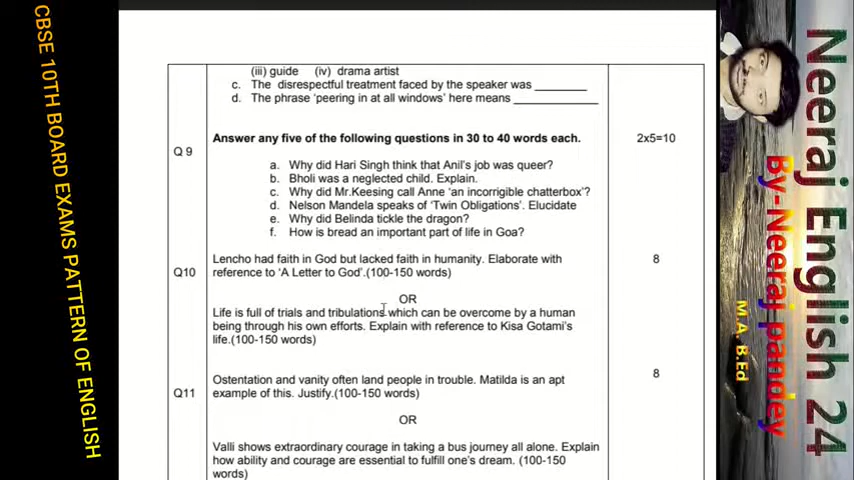 CBSE 10TH BOARD EXAMS PATTERN OF ENGLISH
(iii) guide (iv) drama artist
c. The disrespectful treatment faced by the speaker was ________
d. The phrase 'peering in at all windows' here means _____________
Q 9
Answer any five of the following questions in 30 to 40 words each.
2x5=10
a. Why did Hari Singh think that Anil's job was queer?
b. Bholi was a neglected child. Explain.
c. Why did Mr.Keesing call Anne 'an incorrigible chatterbox'?
d. Nelson Mandela speaks of 'Twin Obligations'. Elucidate
e. Why did Belinda tickle the dragon?
f. How is bread an important part of life in Goa?
Q10
Lencho had faith in God but lacked faith in humanity. Elaborate with
reference to 'A Letter to God'.(100-150 words)
8
OR
Life is full of trials and tribulations which can be overcome by a human
being through his own efforts. Explain with reference to Kisa Gotami's
life.(100-150 words)
Q11
Ostentation and vanity often land people in trouble. Matilda is an apt
example of this. Justify.(100-150 words)
8
OR
Valli shows extraordinary courage in taking a bus journey all alone. Explain
how ability and courage are essential to fulfill one's dream. (100-150
words)
Neeraj English 24
By-Neeraj pandey
M.A. B.Ed